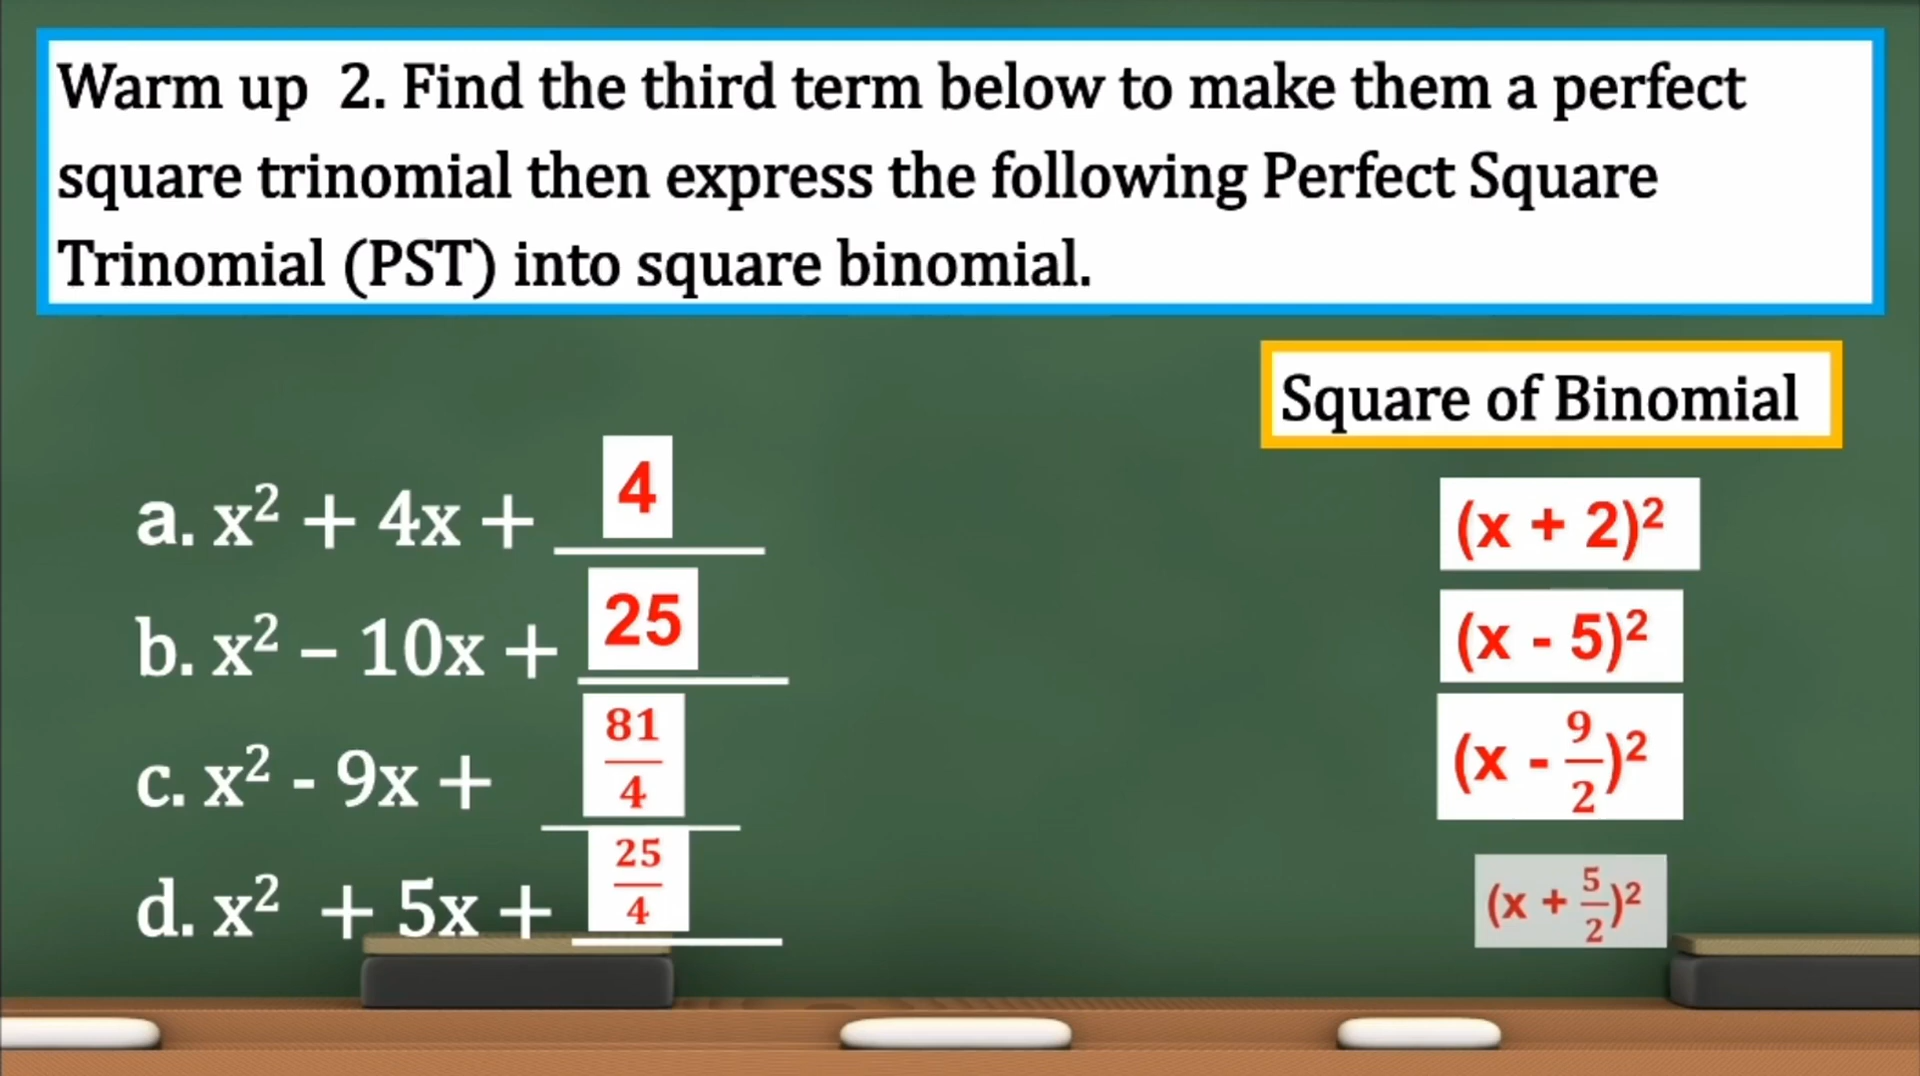 Warm up 2. Find the third term below to make them a perfect
square trinomial then express the following Perfect Square
Trinomial (PST) into square binomial.
Square of Binomial
a. x² + 4x + 4
(x + 2)²
b. x² – 10x + 25
(x - 5)²
c. x² - 9x + 81/4
(x - 9/2)²
d. x² + 5x + 25/4
(x + 5/2)²